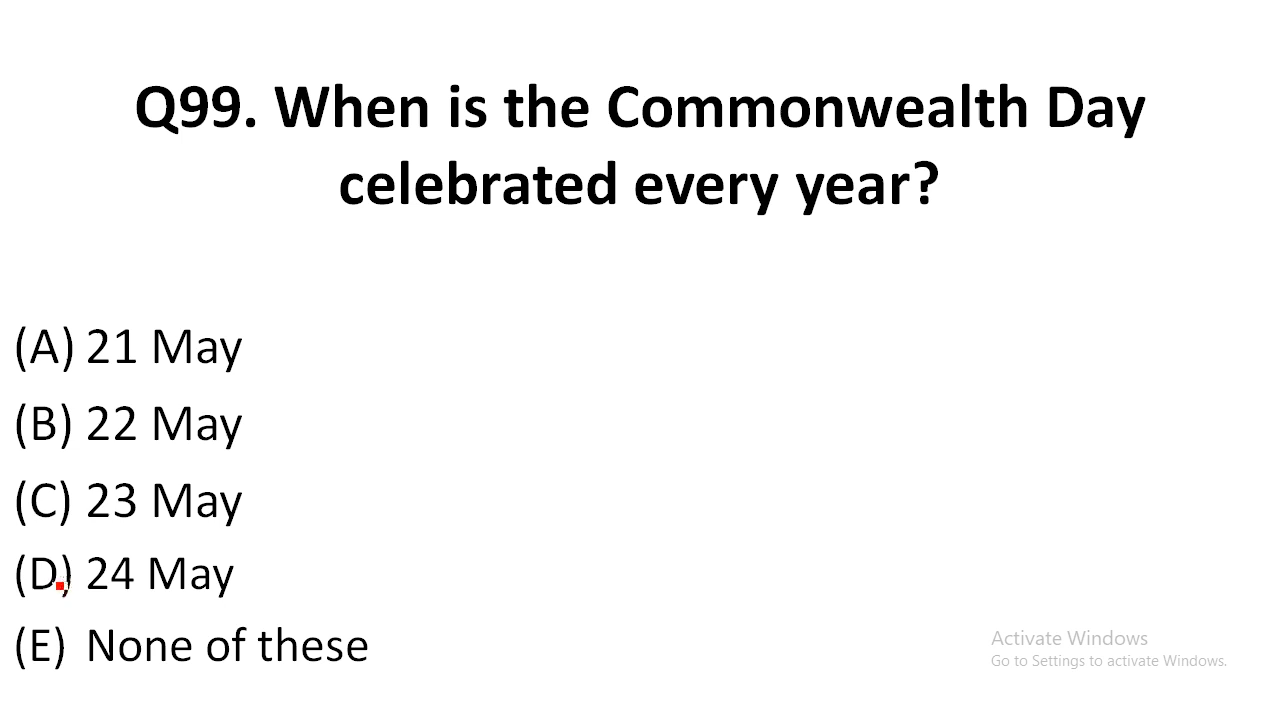 Q99. When is the Commonwealth Day
celebrated every year?
(A) 21 May
(B) 22 May
(C) 23 May
(D) 24 May
(E) None of these
Activate Windows
Go to Settings to activate Windows.